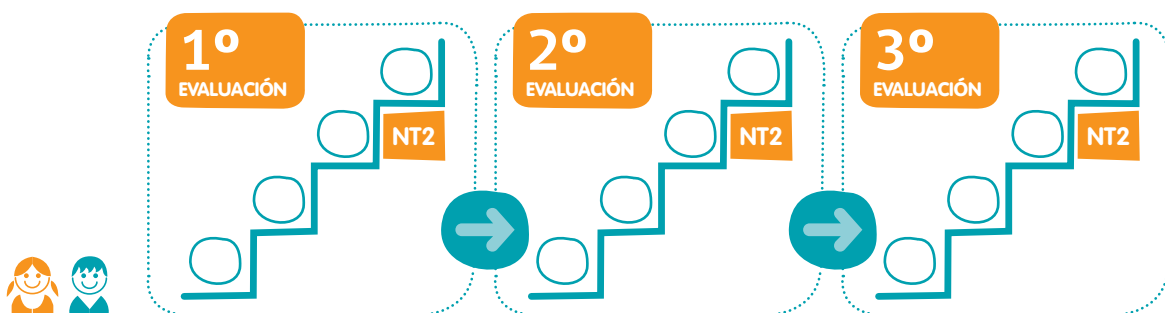 1º
EVALUACIÓN
NT2
2º
EVALUACIÓN
NT2
3º
EVALUACIÓN
NT2